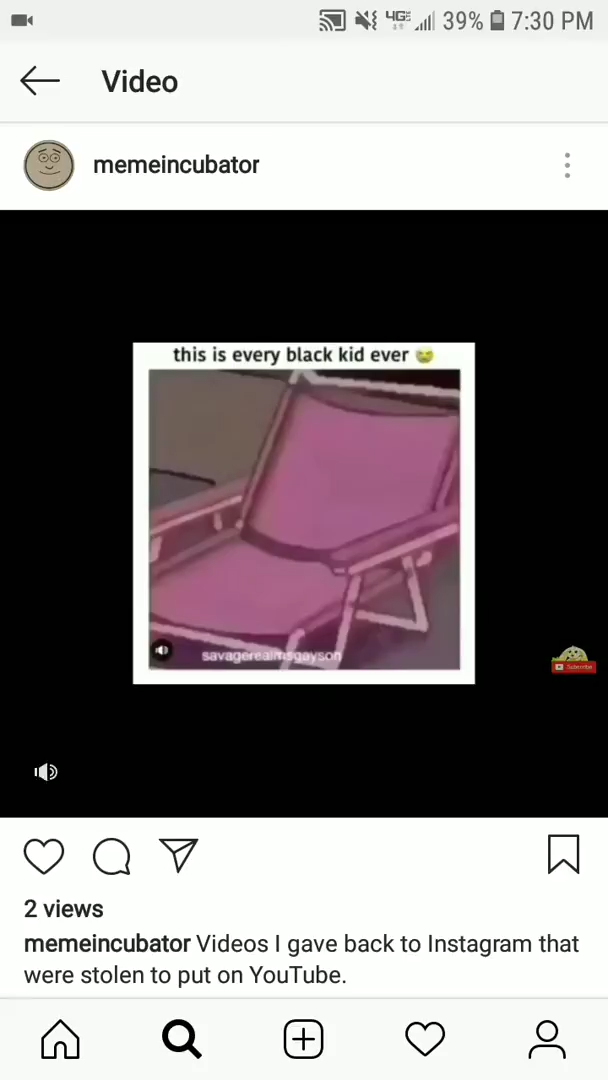 39% 7:30 PM
Video
memeincubator
this is every black kid ever 😭
savagerealmsgayson
Subscribe
2 views
memeincubator Videos I gave back to Instagram that
were stolen to put on YouTube.